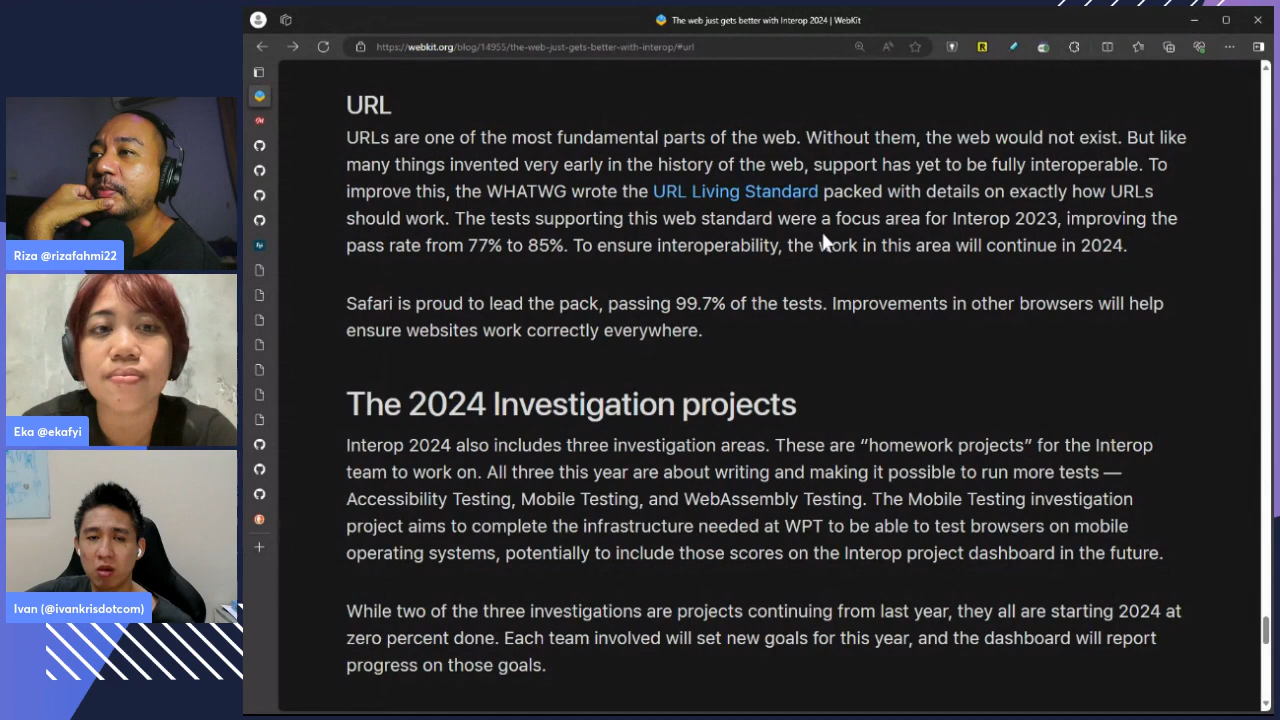 The web just gets better with Interop 2024 | WebKit
https://webkit.org/blog/14955/the-web-just-gets-better-with-interop/#url
URL
URLs are one of the most fundamental parts of the web. Without them, the web would not exist. But like
many things invented very early in the history of the web, support has yet to be fully interoperable. To
improve this, the WHATWG wrote the URL Living Standard packed with details on exactly how URLs
should work. The tests supporting this web standard were a focus area for Interop 2023, improving the
pass rate from 77% to 85%. To ensure interoperability, the work in this area will continue in 2024.
Safari is proud to lead the pack, passing 99.7% of the tests. Improvements in other browsers will help
ensure websites work correctly everywhere.
The 2024 Investigation projects
Interop 2024 also includes three investigation areas. These are “homework projects” for the Interop
team to work on. All three this year are about writing and making it possible to run more tests —
Accessibility Testing, Mobile Testing, and WebAssembly Testing. The Mobile Testing investigation
project aims to complete the infrastructure needed at WPT to be able to test browsers on mobile
operating systems, potentially to include those scores on the Interop project dashboard in the future.
While two of the three investigations are projects continuing from last year, they all are starting 2024 at
zero percent done. Each team involved will set new goals for this year, and the dashboard will report
progress on those goals.
Riza @rizafahmi22
Eka @ekafyi
Ivan (@ivankrisdotcom)